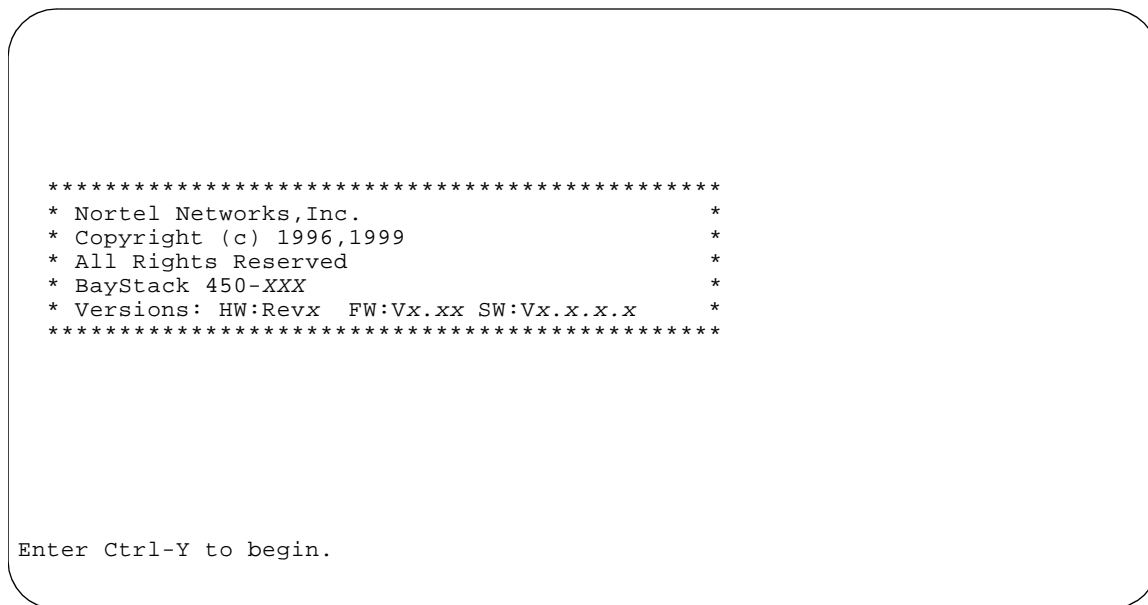 ***********************************************
* Nortel Networks,Inc.                        *
* Copyright (c) 1996,1999                     *
* All Rights Reserved                         *
* BayStack 450-XXX                            *
* Versions: HW:Revx  FW:Vx.xx SW:Vx.x.x.x     *
***********************************************
Enter Ctrl-Y to begin.